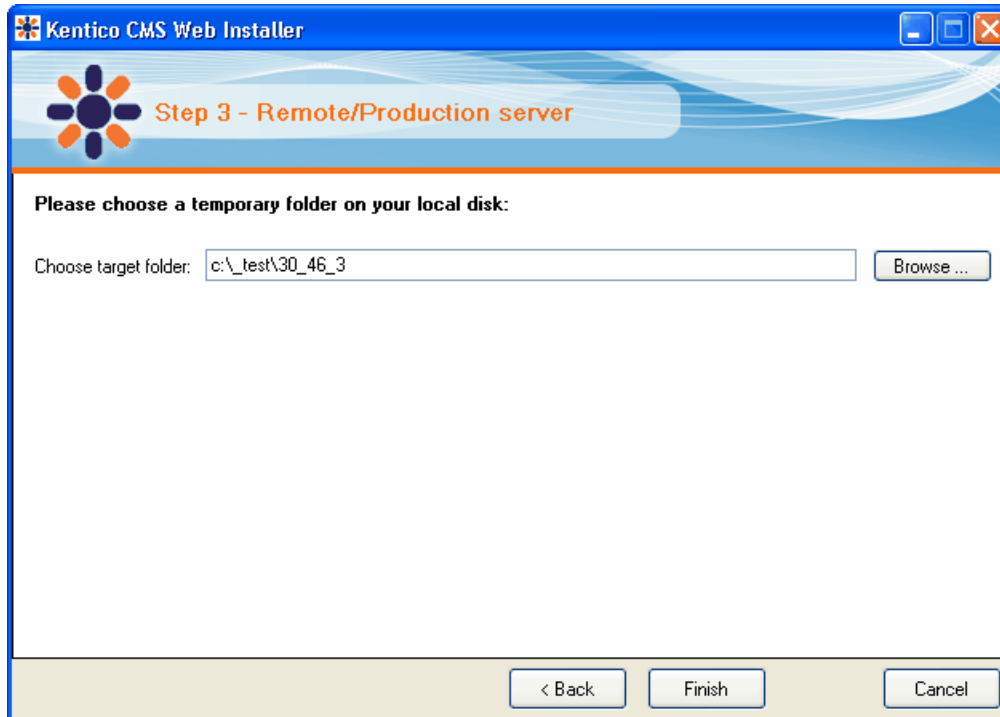 Kentico CMS Web Installer
Step 3 - Remote/Production server
Please choose a temporary folder on your local disk:
Choose target folder: c:\_test\30_46_3 Browse ...
< Back Finish Cancel